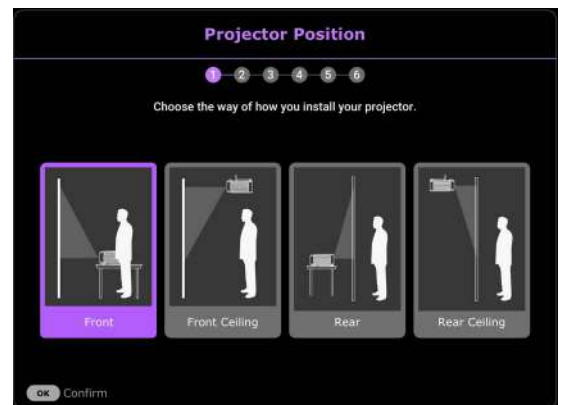 Projector Position
1 2 3 4 5 6
Choose the way of how you install your projector.
Front
Front Ceiling
Rear
Rear Ceiling
OK Confirm